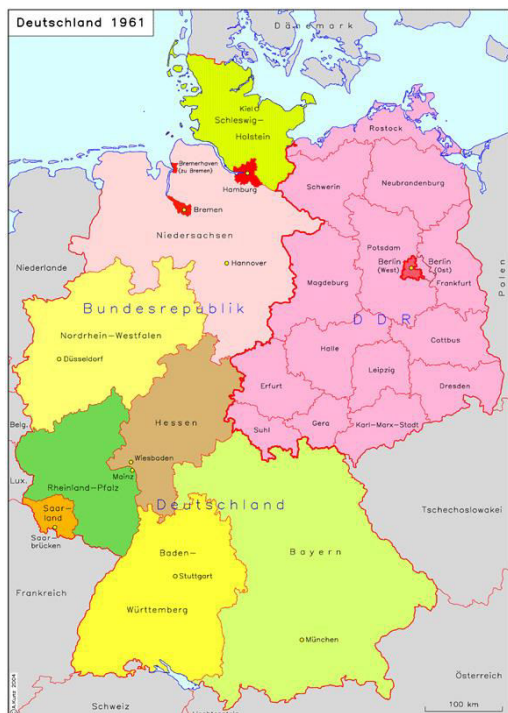 Deutschland 1961
Dänemark
Kiel
Schleswig-
Holstein
Rostock
Bremerhaven
(zu Bremen)
Hamburg
Schwerin
Neubrandenburg
Bremen
Niedersachsen
Potsdam
Berlin
(West)
Berlin
(Ost)
Niederlande
Hannover
Magdeburg
Frankfurt
Polen
Bundesrepublik
DDR
Nordrhein-Westfalen
Düsseldorf
Halle
Cottbus
Leipzig
Erfurt
Dresden
Belg.
Hessen
Suhl
Gera
Karl-Marx-Stadt
Wiesbaden
Mainz
Lux.
Rheinland-Pfalz
Deutschland
Saar-
land
Tschechoslowakei
Saar-
brücken
Baden-
Bayern
Stuttgart
Frankreich
Württemberg
München
Österreich
Schweiz
100 km